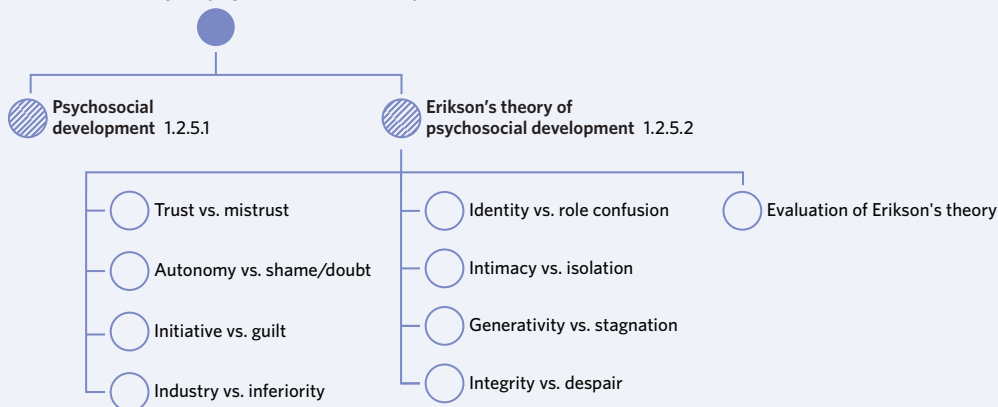 Psychosocial
development 1.2.5.1
Erikson's theory of
psychosocial development 1.2.5.2
Trust vs. mistrust
Autonomy vs. shame/doubt
Initiative vs. guilt
Industry vs. inferiority
Identity vs. role confusion
Intimacy vs. isolation
Generativity vs. stagnation
Integrity vs. despair
Evaluation of Erikson's theory